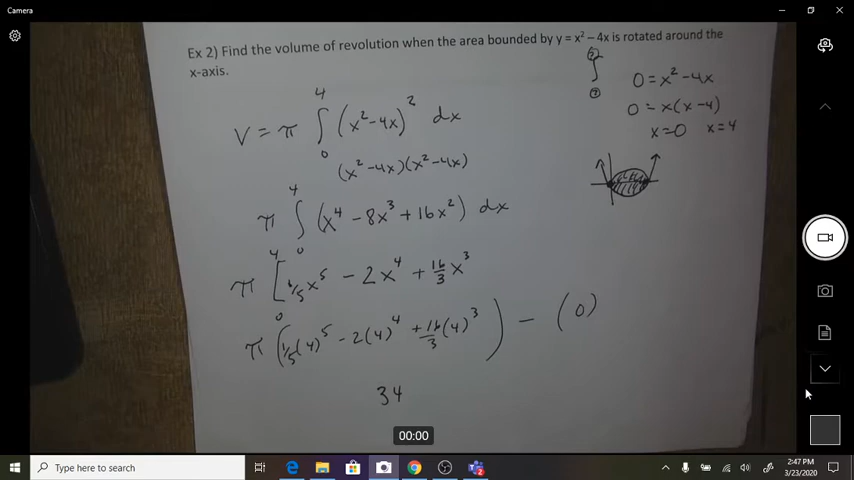 Camera
Ex 2) Find the volume of revolution when the area bounded by y = x² – 4x is rotated around the
x-axis.
0 = x² - 4x
0 = x(x - 4)
x = 0 x = 4
V = π ∫₀⁴ (x² - 4x)² dx
(x² - 4x)(x² - 4x)
π ∫₀⁴ (x⁴ - 8x³ + 16x²) dx
π [₀⁴ 1/5 x⁵ - 2x⁴ + 16/3 x³
π (1/5 (4)⁵ - 2(4)⁴ + 16/3 (4)³) - (0)
34
00:00
Type here to search
2:47 PM
3/23/2020